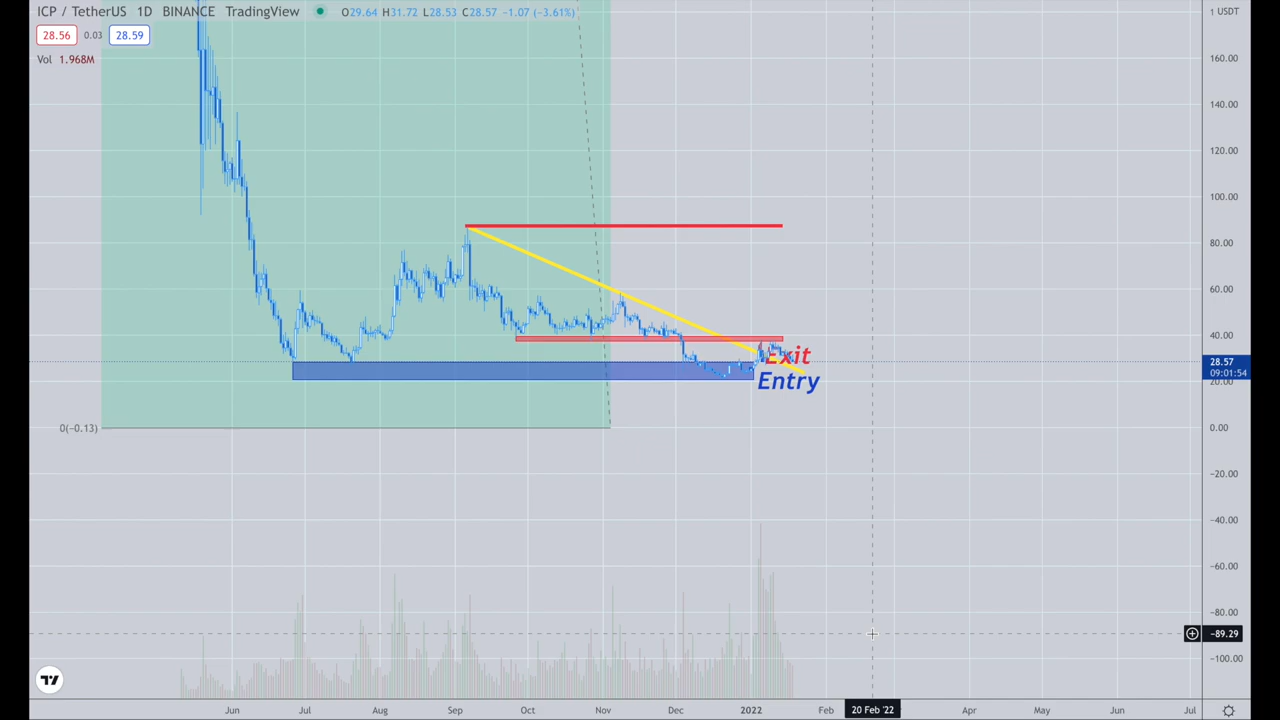 ICP / TetherUS 1D BINANCE TradingView O29.64 H31.72 L28.53 C28.57 −1.07 (−3.61%)
1 USDT
28.56 0.03 28.59
Vol 1.968M
160.00
140.00
120.00
100.00
80.00
60.00
40.00
Exit
28.57
09:01:54
Entry
20.00
0(−0.13)
0.00
−20.00
−40.00
−60.00
−80.00
−89.29
−100.00
Jun Jul Aug Sep Oct Nov Dec 2022 Feb 20 Feb '22 Apr May Jun Jul